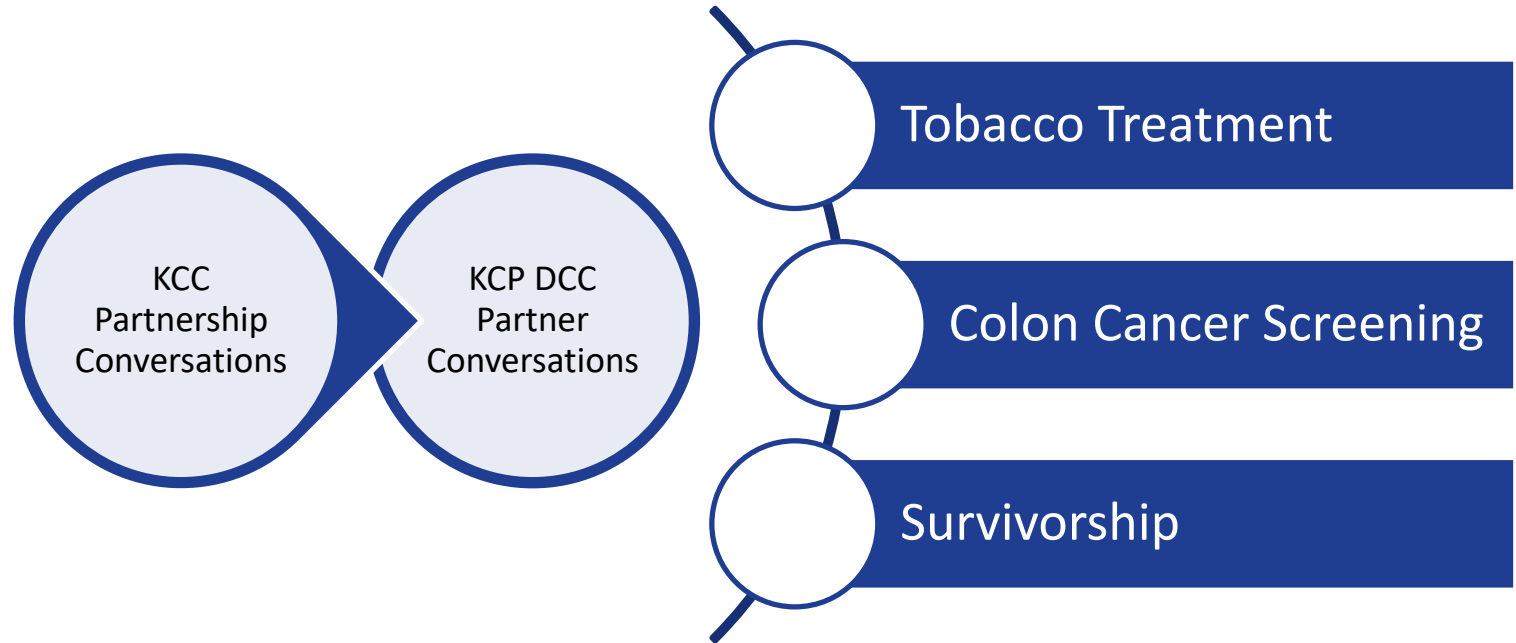 KCC
Partnership
Conversations
KCP DCC
Partner
Conversations
Tobacco Treatment
Colon Cancer Screening
Survivorship